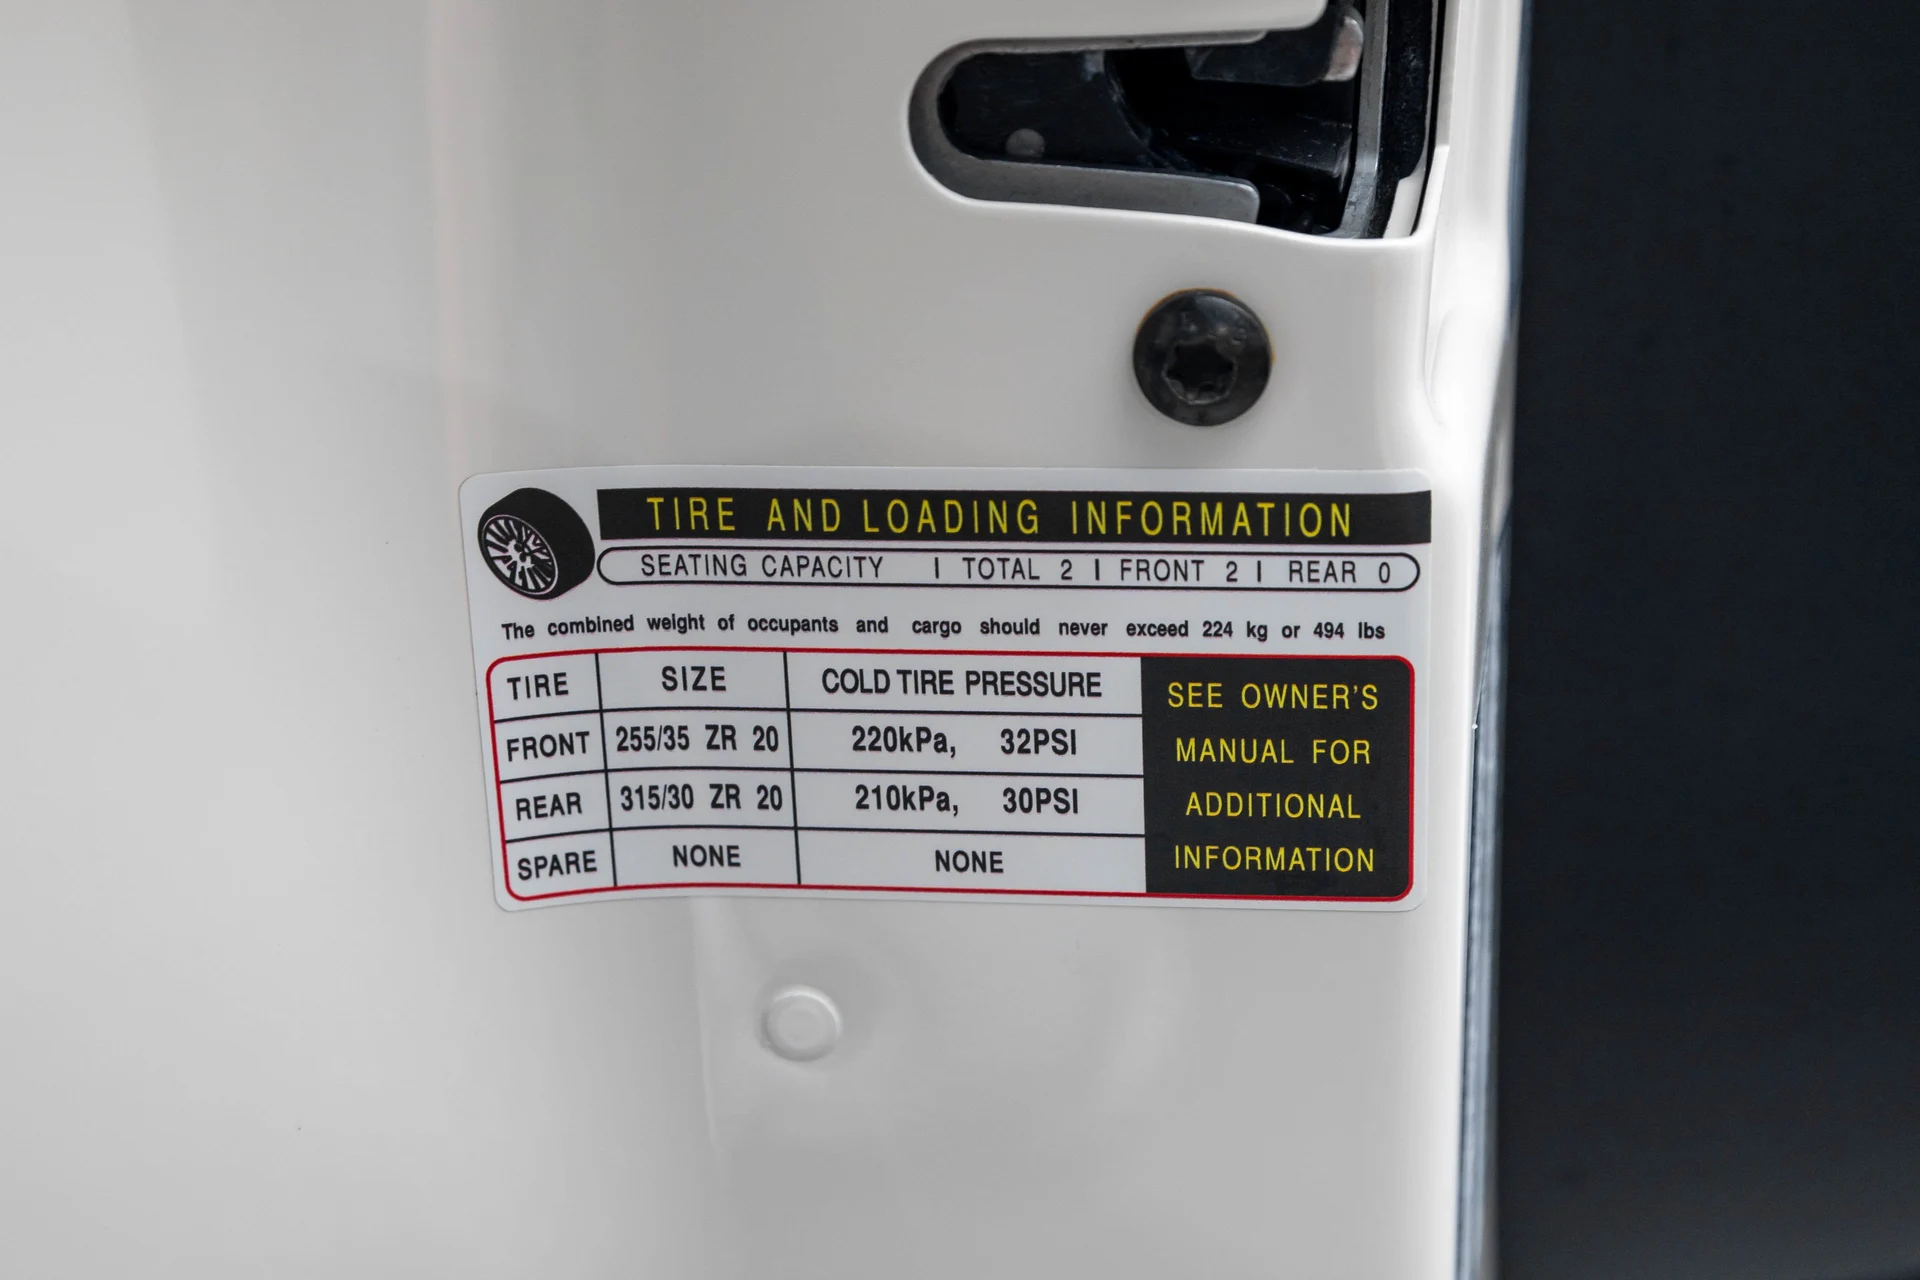 TIRE AND LOADING INFORMATION
SEATING CAPACITY | TOTAL 2 | FRONT 2 | REAR 0
The combined weight of occupants and cargo should never exceed 224 kg or 494 lbs
TIRE SIZE COLD TIRE PRESSURE
FRONT 255/35 ZR 20 220kPa, 32PSI
REAR 315/30 ZR 20 210kPa, 30PSI
SPARE NONE NONE
SEE OWNER'S
MANUAL FOR
ADDITIONAL
INFORMATION